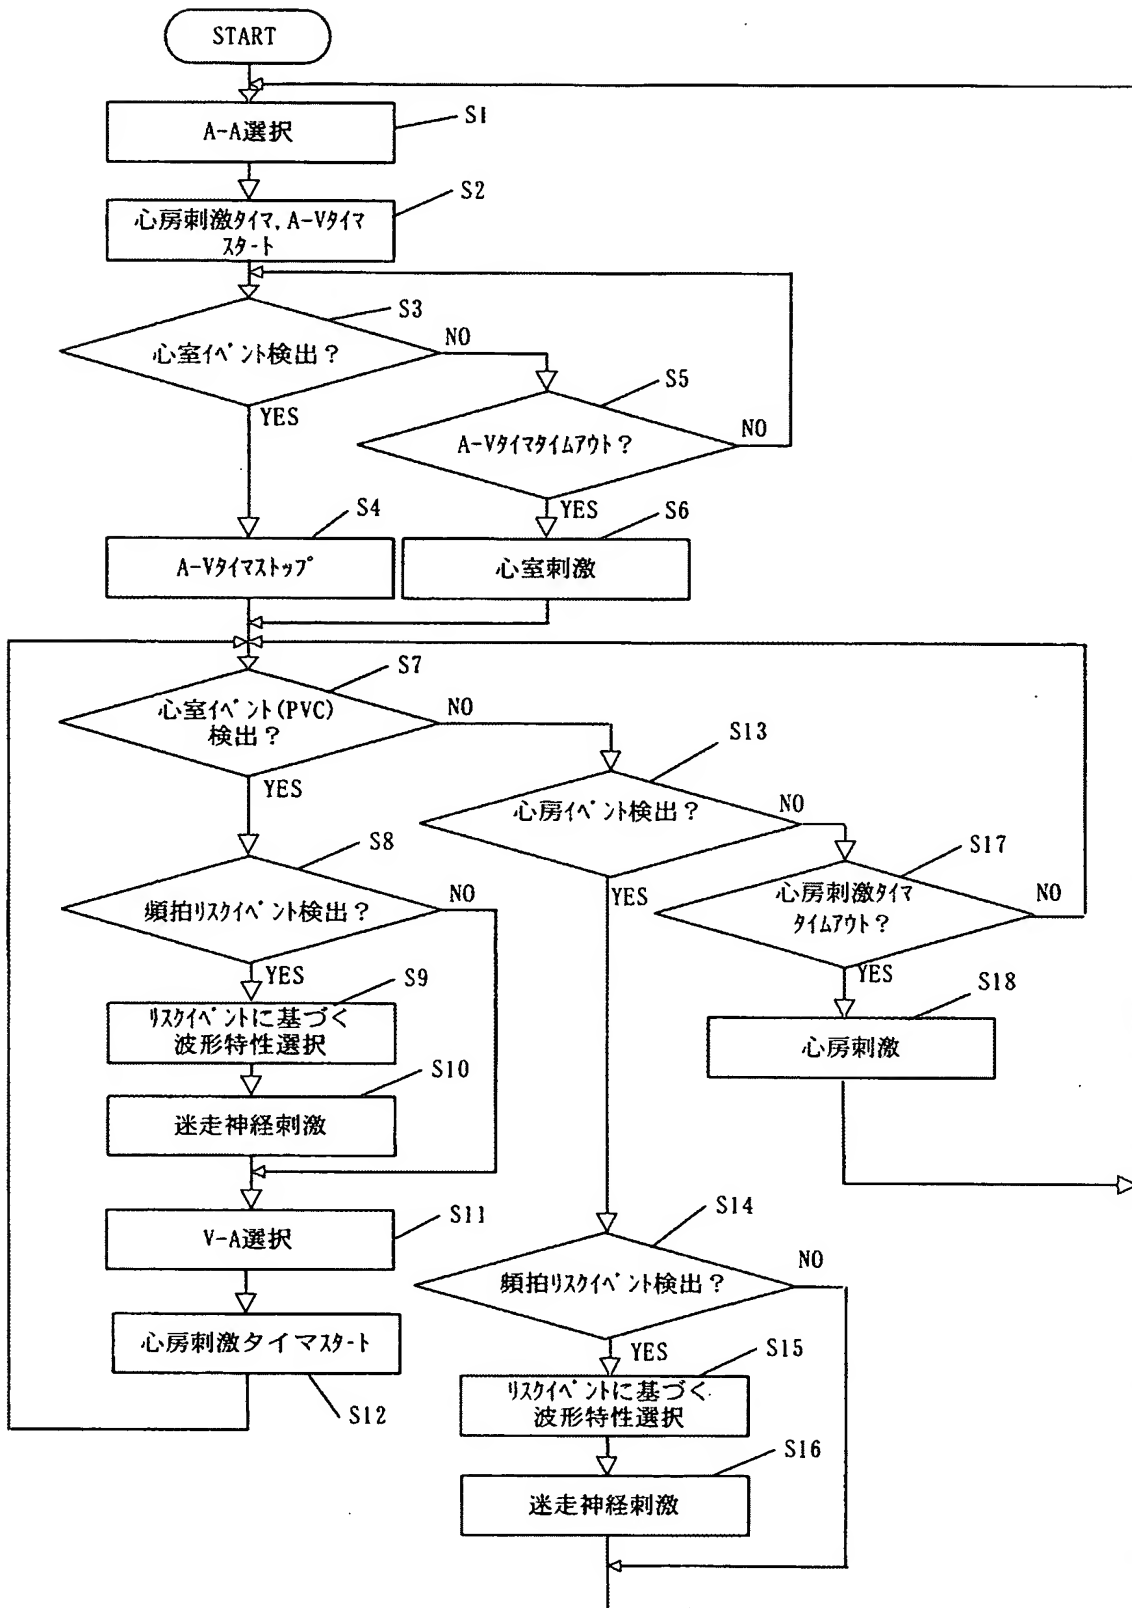 START
A-A選択
S1
心房刺激タイマ,A-Vタイマ
スタート
S2
心室イベント検出?
S3
NO
YES
A-Vタイマタイムアウト?
S5
NO
YES
A-Vタイマストップ
S4
心室刺激
S6
心室イベント(PVC)
検出?
S7
NO
YES
心房イベント検出?
S13
NO
YES
頻拍リスクイベント検出?
S8
NO
YES
心房刺激タイマ
タイムアウト?
S17
NO
YES
リスクイベントに基づく
波形特性選択
S9
心房刺激
S18
迷走神経刺激
S10
V-A選択
S11
頻拍リスクイベント検出?
S14
NO
YES
心房刺激タイマスタート
S12
リスクイベントに基づく
波形特性選択
S15
迷走神経刺激
S16